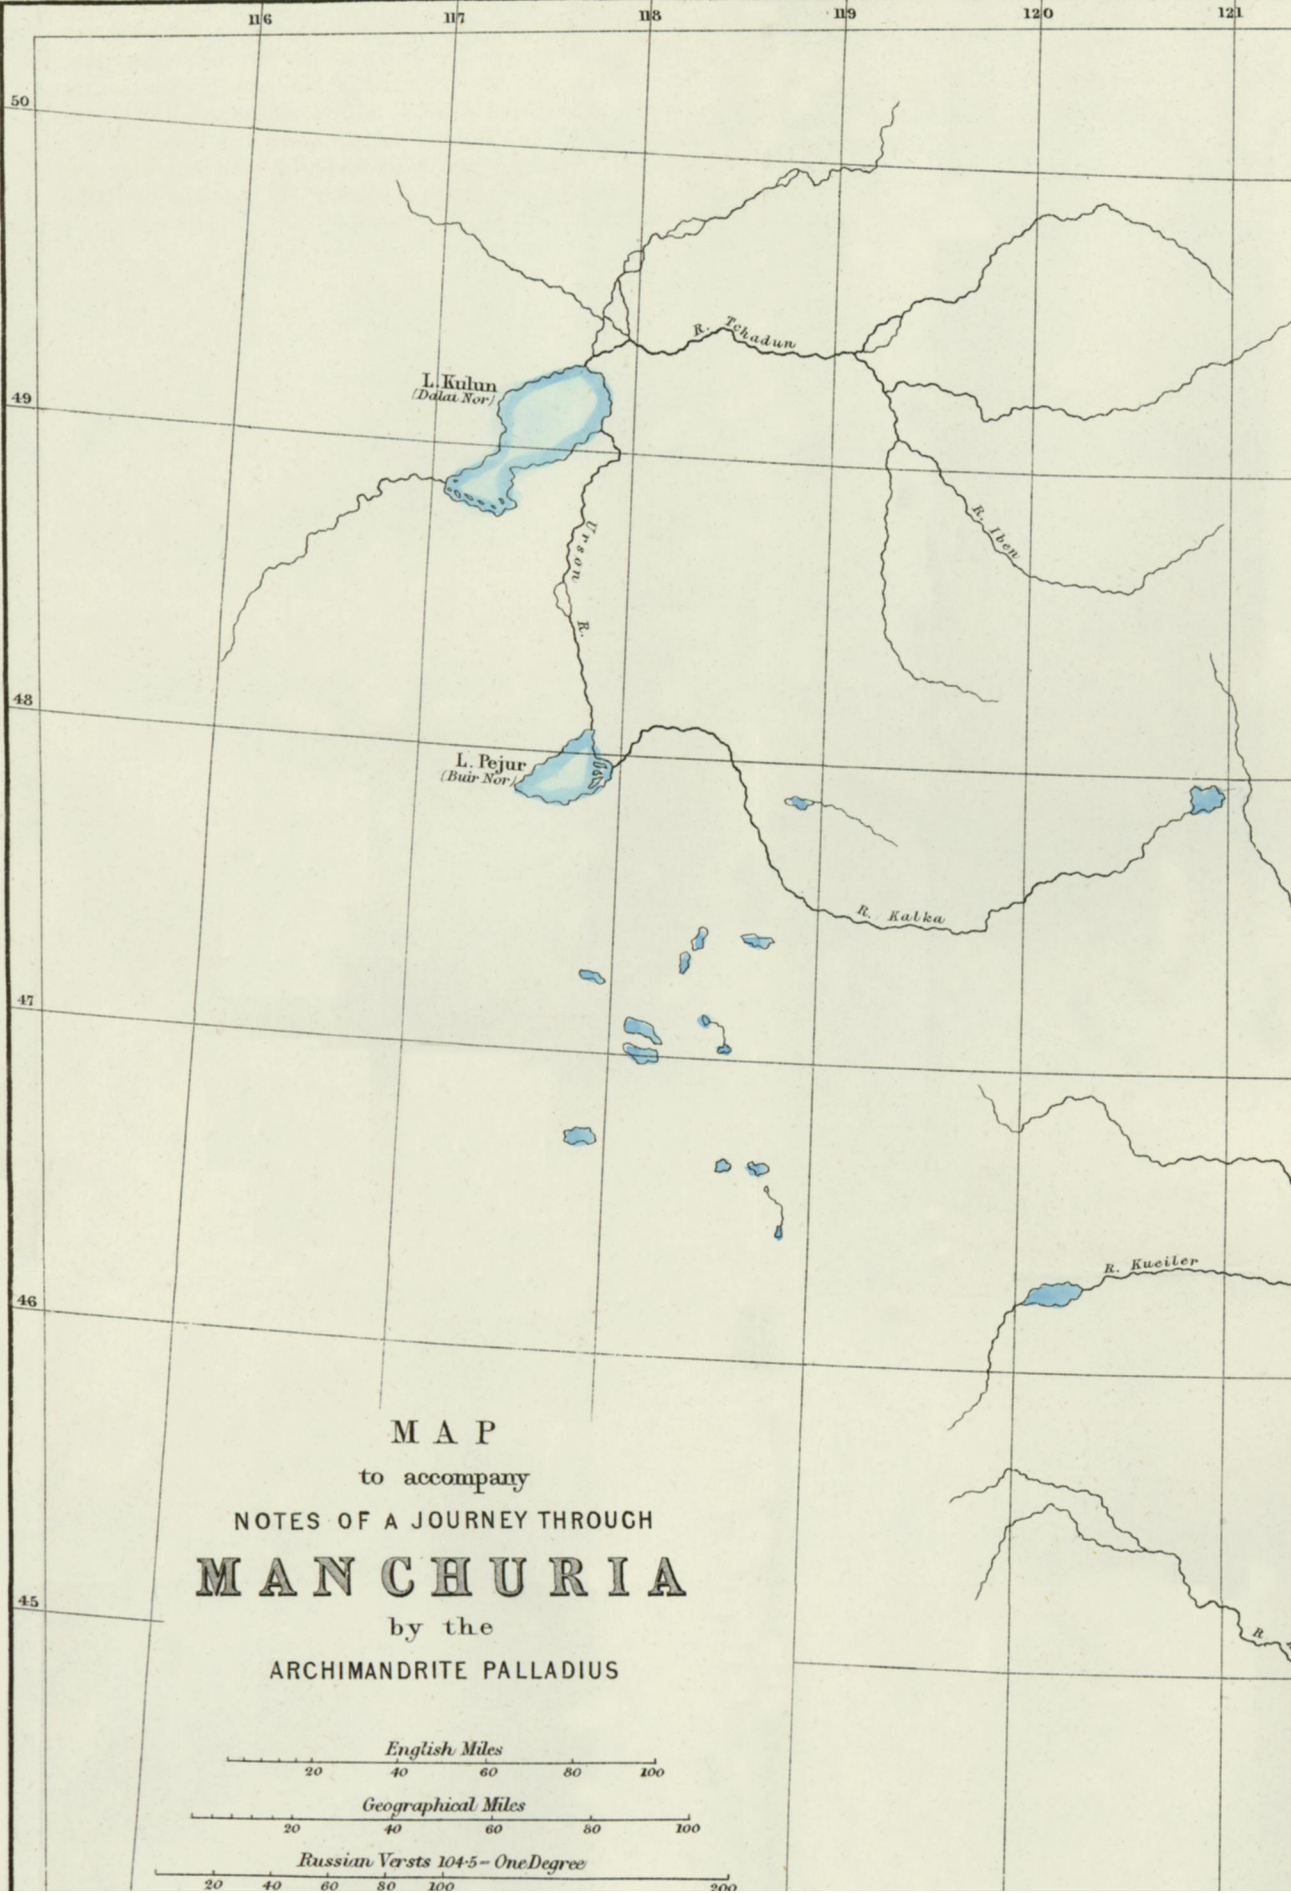 116 117 118 119 120 121
50
R. Tchadun
L. Kulun
(Dalai Nor)
49
R. Iben
Urson R.
48
L. Pejur
(Buir Nor)
R. Kalka
47
R. Kueiler
46
MAP
to accompany
NOTES OF A JOURNEY THROUGH
MANCHURIA
by the
45
ARCHIMANDRITE PALLADIUS
R
English Miles
20 40 60 80 100
Geographical Miles
20 40 60 80 100
Russian Versts 104·5 = One Degree
20 40 60 80 100 200